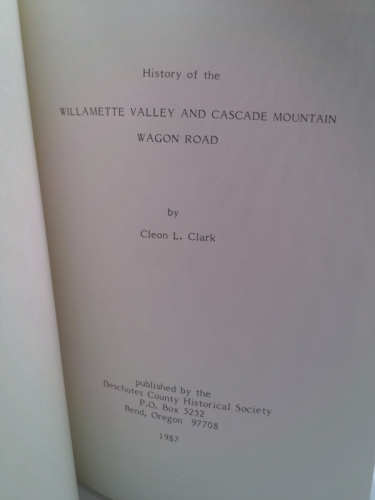 History of the
WILLAMETTE VALLEY AND CASCADE MOUNTAIN
WAGON ROAD
by
Cleon L. Clark
published by the
Deschutes County Historical Society
P.O. Box 5252
Bend, Oregon 97708
1987